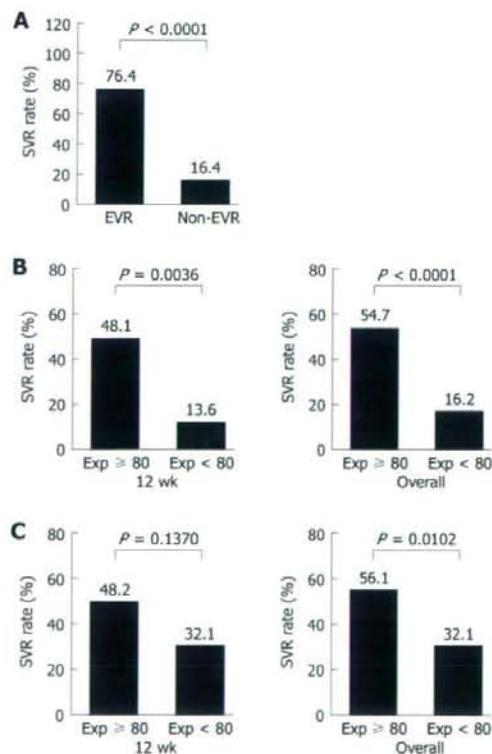 A
P < 0.0001
SVR rate (%)
120
100
80
60
40
20
0
76.4
16.4
EVR Non-EVR
B
P = 0.0036
SVR rate (%)
80
60
40
20
0
48.1
13.6
Exp ≥ 80 Exp < 80
12 wk
P < 0.0001
SVR rate (%)
80
60
40
20
0
54.7
16.2
Exp ≥ 80 Exp < 80
Overall
C
P = 0.1370
SVR rate (%)
80
60
40
20
0
48.2
32.1
Exp ≥ 80 Exp < 80
12 wk
P = 0.0102
SVR rate (%)
80
60
40
20
0
56.1
32.1
Exp ≥ 80 Exp < 80
Overall